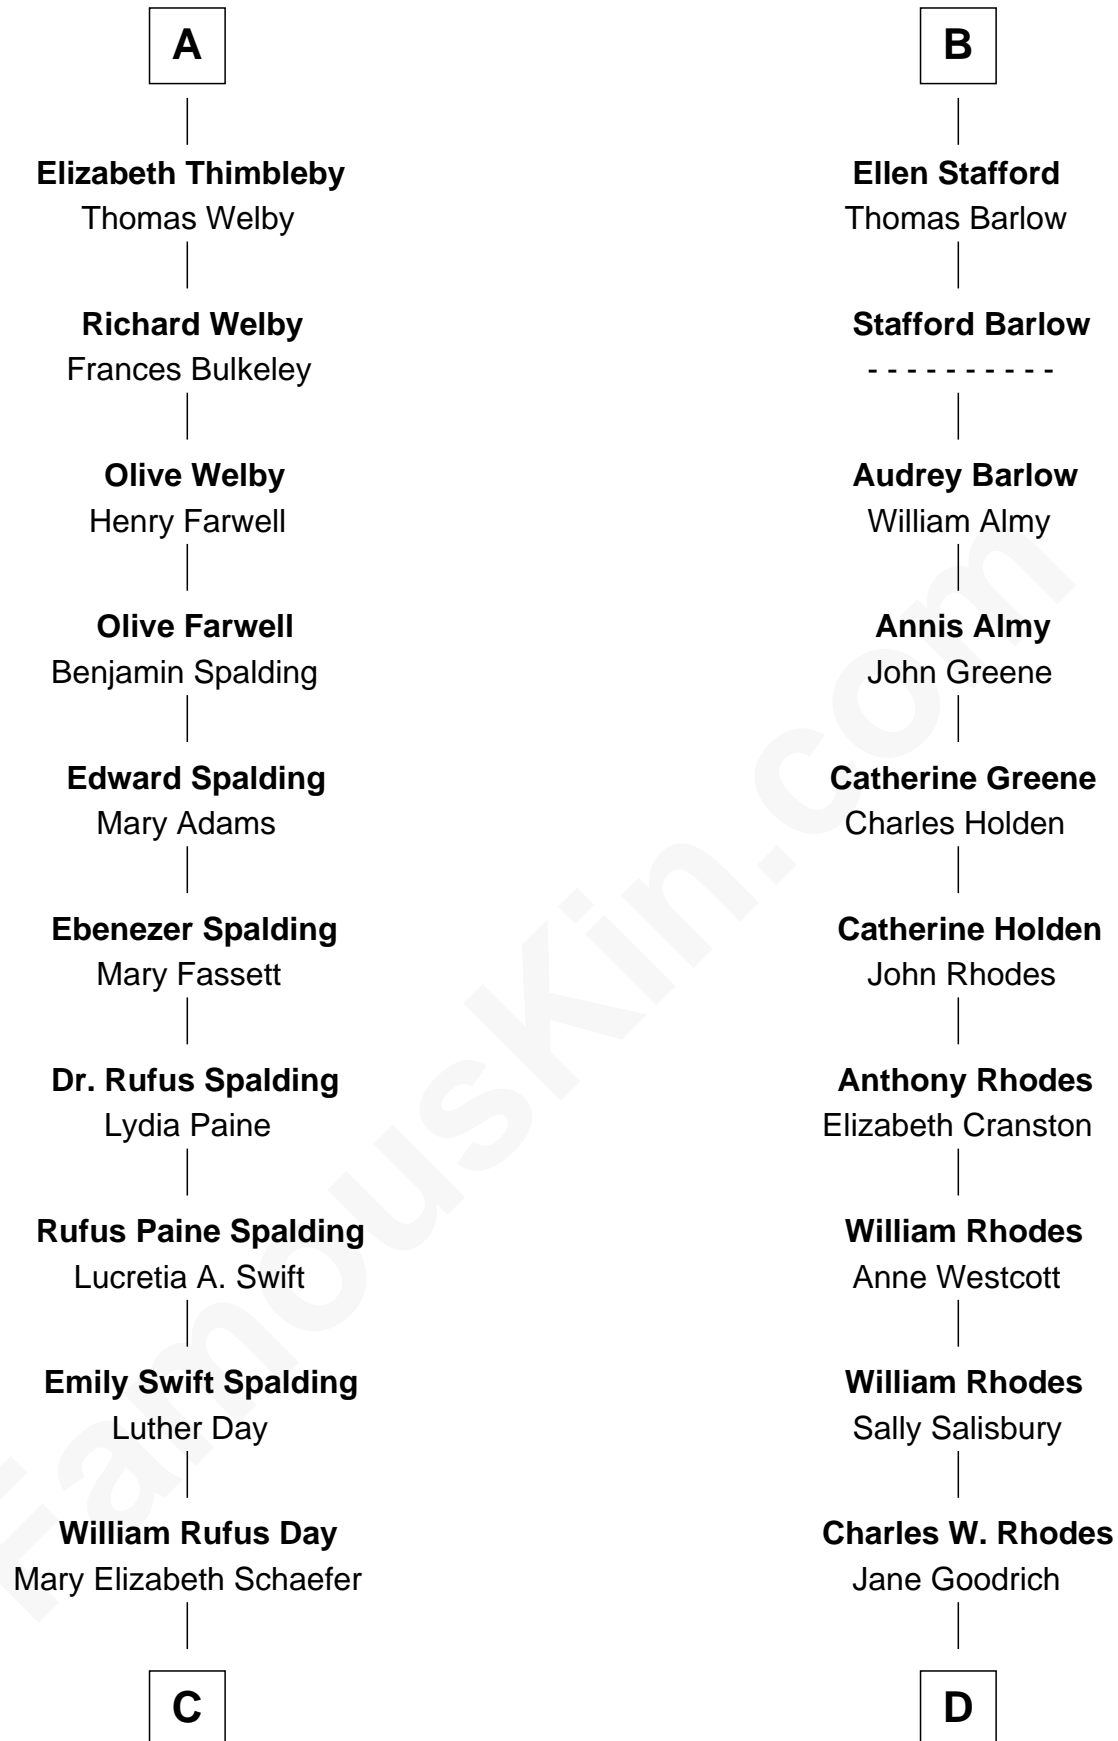 A
Elizabeth Thimbleby
Thomas Welby
Richard Welby
Frances Bulkeley
Olive Welby
Henry Farwell
Olive Farwell
Benjamin Spalding
Edward Spalding
Mary Adams
Ebenezer Spalding
Mary Fassett
Dr. Rufus Spalding
Lydia Paine
Rufus Paine Spalding
Lucretia A. Swift
Emily Swift Spalding
Luther Day
William Rufus Day
Mary Elizabeth Schaefer
C
B
Ellen Stafford
Thomas Barlow
Stafford Barlow
- - - - - - - - - -
Audrey Barlow
William Almy
Annis Almy
John Greene
Catherine Greene
Charles Holden
Catherine Holden
John Rhodes
Anthony Rhodes
Elizabeth Cranston
William Rhodes
Anne Westcott
William Rhodes
Sally Salisbury
Charles W. Rhodes
Jane Goodrich
D
FamousKin.com